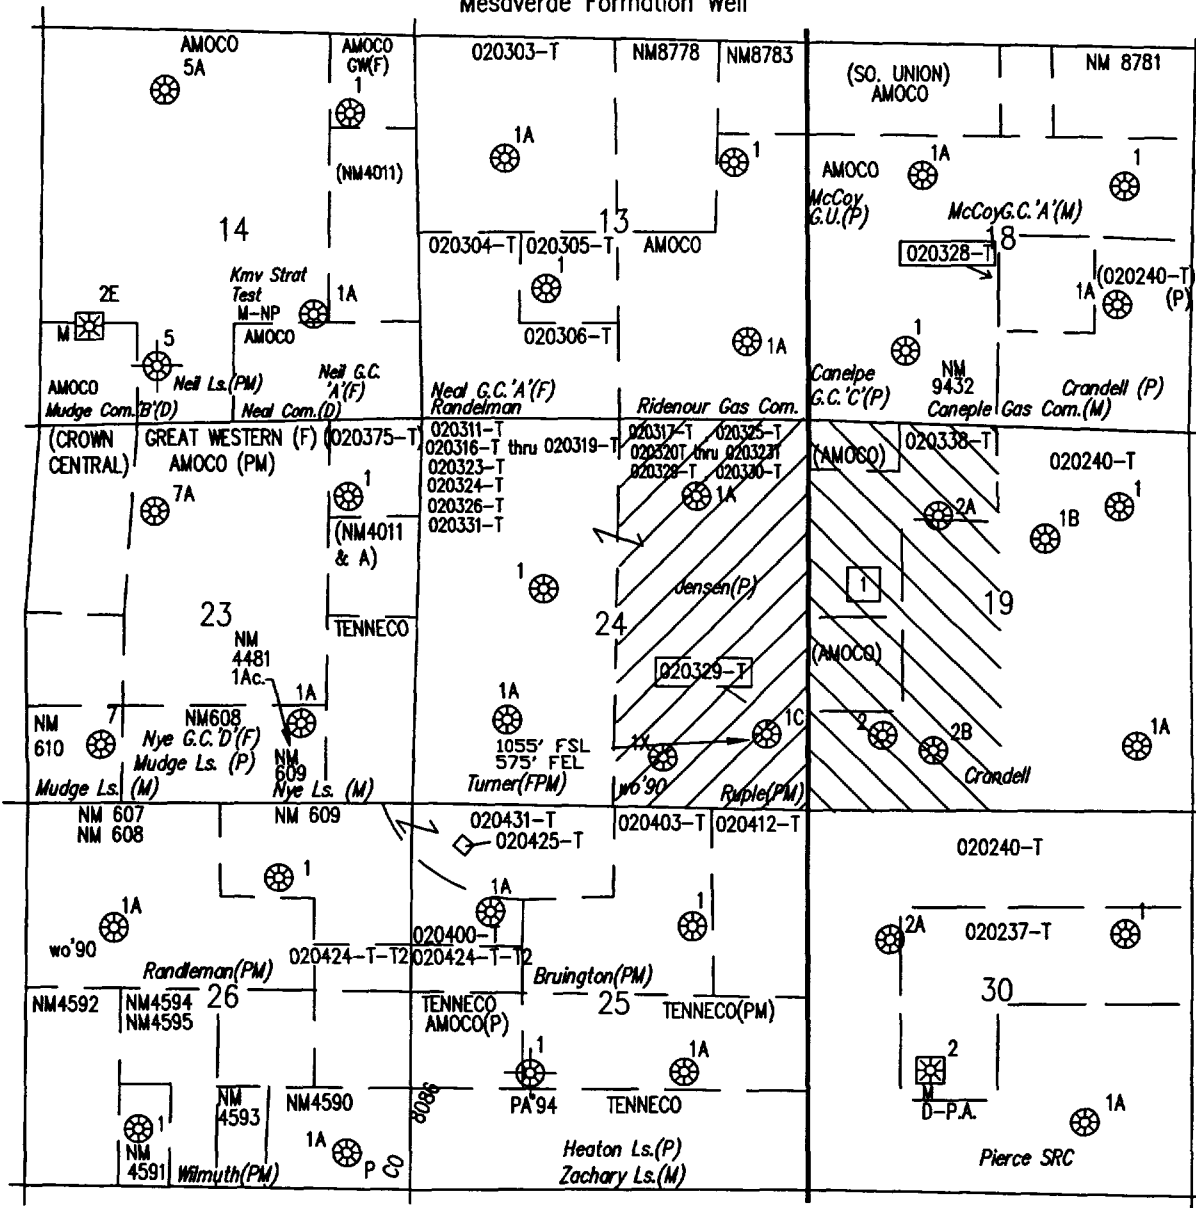 Mesaverde Formation Well
AMOCO
5A
AMOCO
GW(F)
1
(NM4011)
14
Kmv Strat
Test
M-NP
AMOCO
1A
2E
M
5
AMOCO
Neil Ls.(PM)
Neil G.C.
'A'(F)
Mudge Com.'B'(D)
Neal Com.(D)
020303-T
NM8778
NM8783
1A
1
13
020304-T
020305-T
AMOCO
1
020306-T
1A
Neal G.C.'A'(F)
Randelman
Ridenour Gas Com.
(SO. UNION)
AMOCO
NM 8781
AMOCO
1A
1
McCoy
G.U.(P)
McCoyG.C.'A'(M)
18
020328-T
1A
(020240-T)
(P)
1
Canelpe
G.C.'C'(P)
NM
9432
Crandell (P)
Caneple Gas Com.(M)
(CROWN
CENTRAL)
GREAT WESTERN (F)
AMOCO (PM)
(020375-T)
7A
1
(NM4011
& A)
23
TENNECO
NM
4481
1Ac.
1A
NM
610
7
NM608
Nye G.C.'D'(F)
Mudge Ls. (P)
NM
609
Mudge Ls. (M)
Nye Ls. (M)
020311-T
020316-T thru 020319-T
020323-T
020324-T
020326-T
020331-T
020317-T
020325-T
020320T thru 020323T
020328-T
020330-T
1A
1
Jensen(P)
24
020329-T
1A
1C
1055' FSL
575' FEL
1X
Turner(FPM)
wo'90
Ruple(PM)
(AMOCO)
020338-T
020240-T
2A
1B
1
1
19
(AMOCO)
2
2B
1A
Crandell
NM 607
NM 608
NM 609
1
1A
wo'90
Randleman(PM)
020424-T-T2
NM4592
NM4594
NM4595
26
1
NM
4593
NM4590
NM
4591
Wilmuth(PM)
1A
P
CO
8086
020431-T
020425-T
020403-T
020412-T
1A
1
020400-T
020424-T-T2
Bruington(PM)
TENNECO
AMOCO(P)
25
TENNECO(PM)
1
1A
PA'94
TENNECO
Heaton Ls.(P)
Zachary Ls.(M)
020240-T
2A
020237-T
1
30
2
M
D-P.A.
1A
Pierce SRC